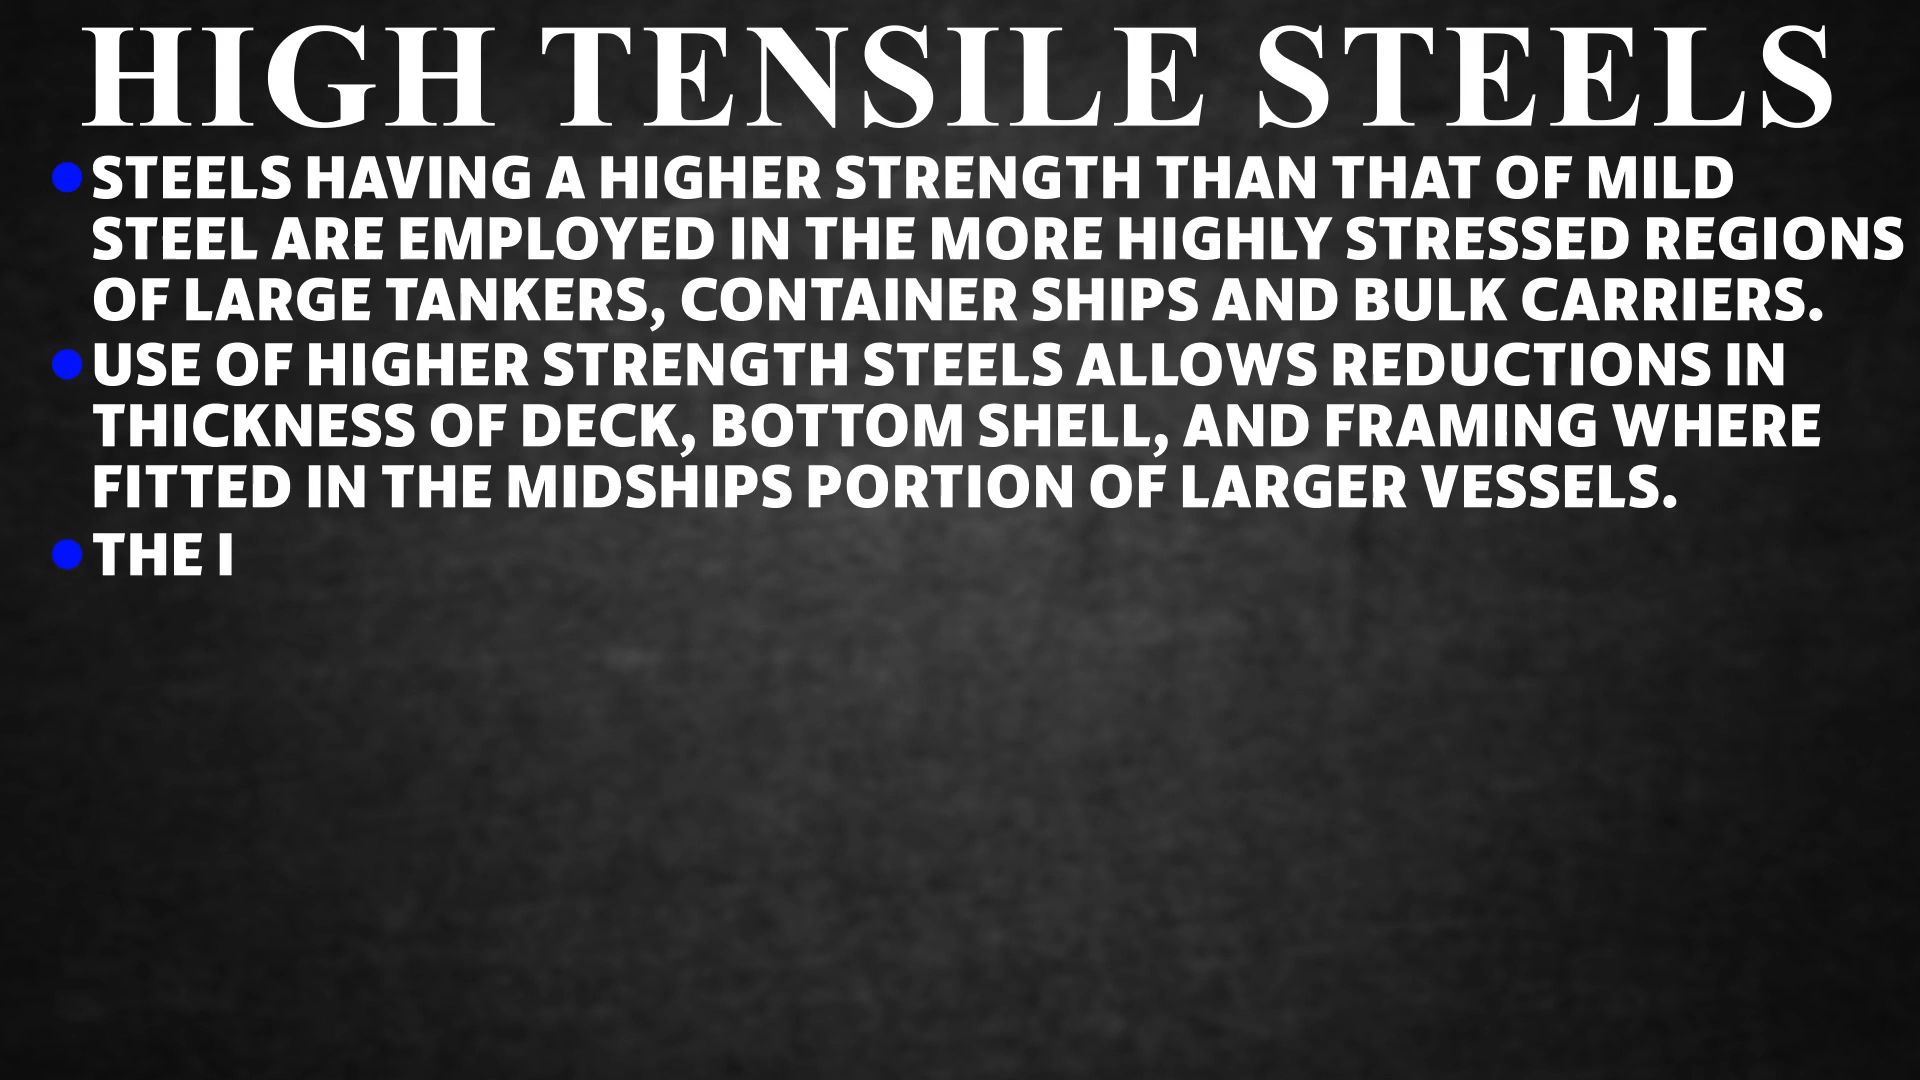 HIGH TENSILE STEELS
STEELS HAVING A HIGHER STRENGTH THAN THAT OF MILD
STEEL ARE EMPLOYED IN THE MORE HIGHLY STRESSED REGIONS
OF LARGE TANKERS, CONTAINER SHIPS AND BULK CARRIERS.
USE OF HIGHER STRENGTH STEELS ALLOWS REDUCTIONS IN
THICKNESS OF DECK, BOTTOM SHELL, AND FRAMING WHERE
FITTED IN THE MIDSHIPS PORTION OF LARGER VESSELS.
THE I